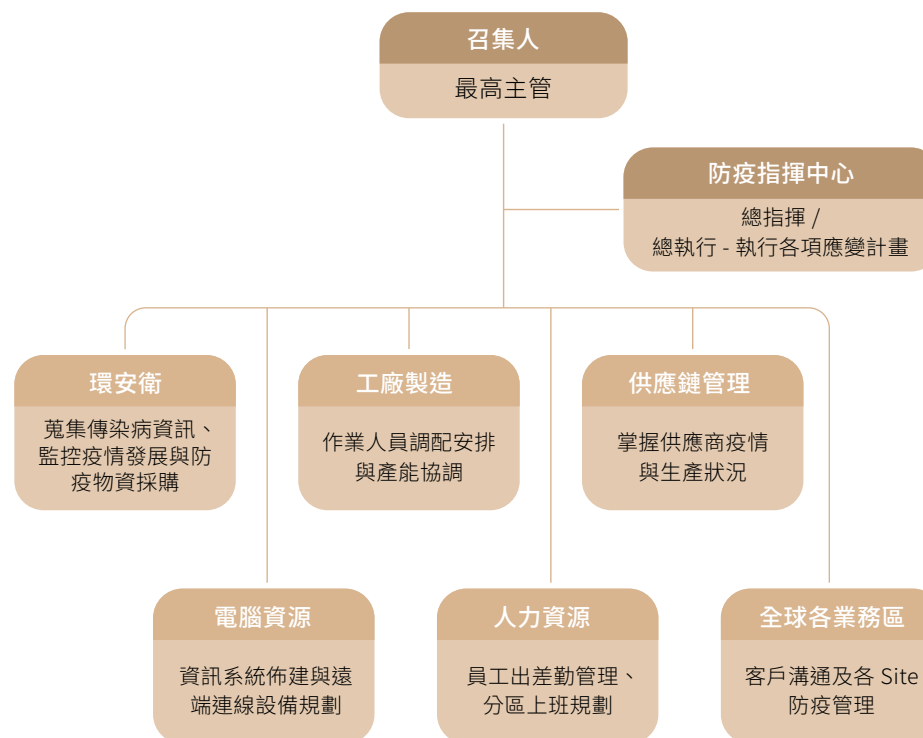 召集人
最高主管
防疫指揮中心
總指揮 /
總執行 - 執行各項應變計畫
環安衛
蒐集傳染病資訊、
監控疫情發展與防
疫物資採購
工廠製造
作業人員調配安排
與產能協調
供應鏈管理
掌握供應商疫情
與生產狀況
電腦資源
資訊系統佈建與遠
端連線設備規劃
人力資源
員工出差勤管理、
分區上班規劃
全球各業務區
客戶溝通及各 Site
防疫管理